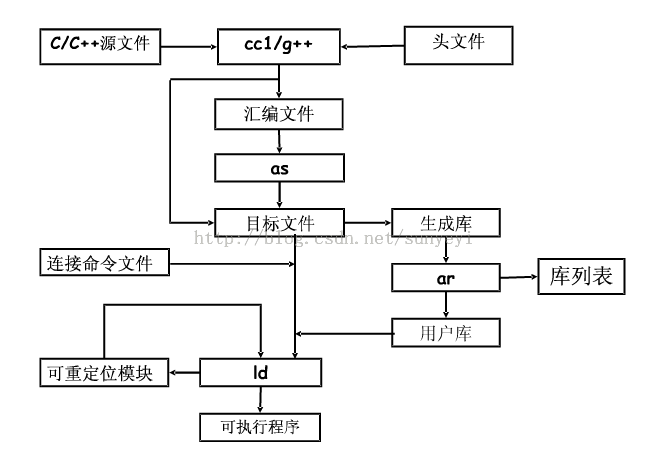 C/C++源文件
cc1/g++
头文件
汇编文件
as
目标文件
生成库
http://blog.csdn.net/sunyeyi
连接命令文件
ar
库列表
用户库
可重定位模块
ld
可执行程序